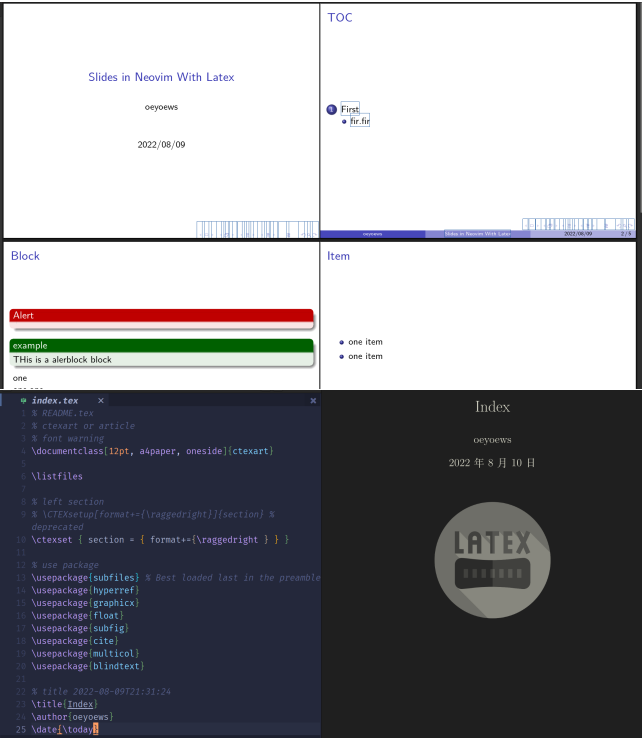 Slides in Neovim With Latex
oeyoews
2022/08/09
TOC
1 First
fir.fir
oeyoews Slides in Neovim With Latex 2022/08/09 2 / 5
Block
Alert
example
THis is a alerblock block
one
Item
one item
one item
index.tex × ×
1 % README.tex
2 % ctexart or article
3 % font warning
4 \documentclass[12pt, a4paper, oneside]{ctexart}
5
6 \listfiles
7
8 % left section
9 % \CTEXsetup[format+={\raggedright}]{section} %
deprecated
10 \ctexset { section = { format+={\raggedright } } }
11
12 % use package
13 \usepackage{subfiles} % Best loaded last in the preamble
14 \usepackage{hyperref}
15 \usepackage{graphicx}
16 \usepackage{float}
17 \usepackage{subfig}
18 \usepackage{cite}
19 \usepackage{multicol}
20 \usepackage{blindtext}
21
22 % title 2022-08-09T21:31:24
23 \title{Index}
24 \author{oeyoews}
25 \date{\today}
Index
oeyoews
2022 年 8 月 10 日
LATEX